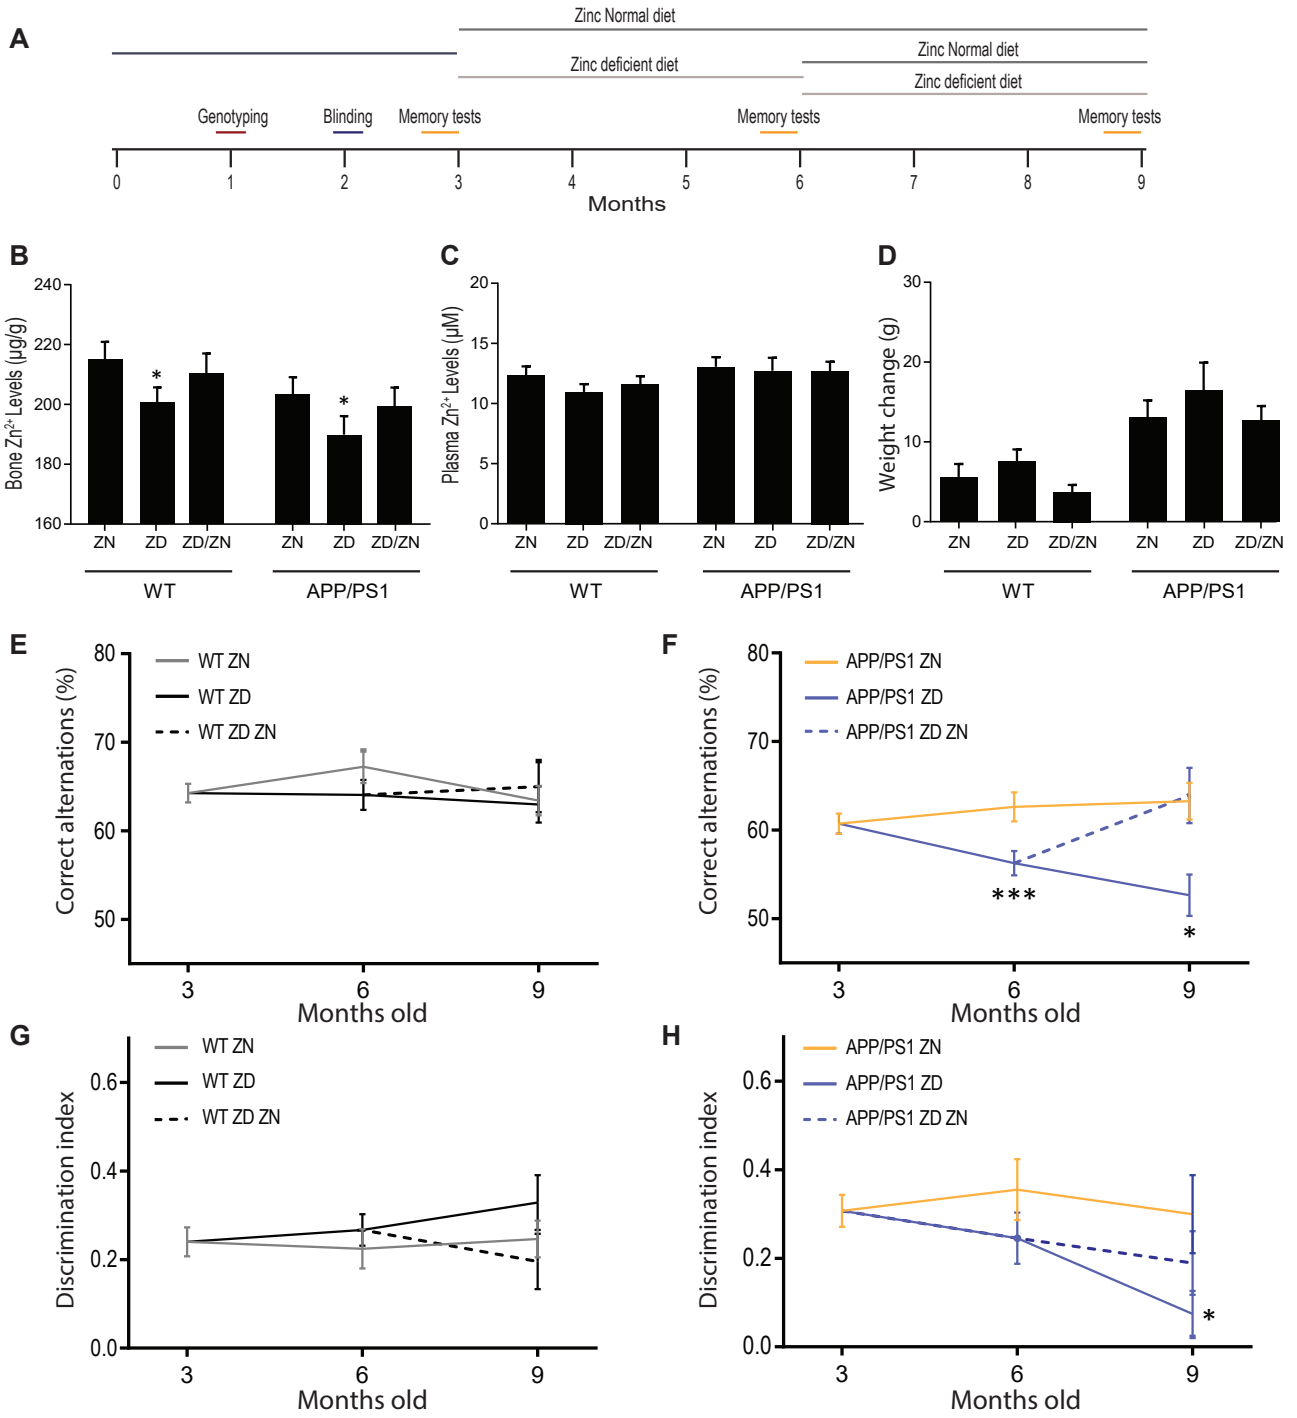 A
Zinc Normal diet
Zinc deficient diet
Zinc Normal diet
Zinc deficient diet
Genotyping
Blinding
Memory tests
Memory tests
Memory tests
0 1 2 3 4 5 6 7 8 9
Months
B
Bone Zn²⁺ Levels (µg/g)
240
220
200
180
160
*
*
ZN ZD ZD/ZN ZN ZD ZD/ZN
WT APP/PS1
C
Plasma Zn²⁺ Levels (µM)
20
15
10
5
0
ZN ZD ZD/ZN ZN ZD ZD/ZN
WT APP/PS1
D
Weight change (g)
30
20
10
0
ZN ZD ZD/ZN ZN ZD ZD/ZN
WT APP/PS1
E
Correct alternations (%)
80
70
60
50
WT ZN
WT ZD
WT ZD ZN
3 6 9
Months old
F
Correct alternations (%)
80
70
60
50
APP/PS1 ZN
APP/PS1 ZD
APP/PS1 ZD ZN
***
*
3 6 9
Months old
G
Discrimination index
0.6
0.4
0.2
0.0
WT ZN
WT ZD
WT ZD ZN
3 6 9
Months old
H
Discrimination index
0.6
0.4
0.2
0.0
APP/PS1 ZN
APP/PS1 ZD
APP/PS1 ZD ZN
*
3 6 9
Months old